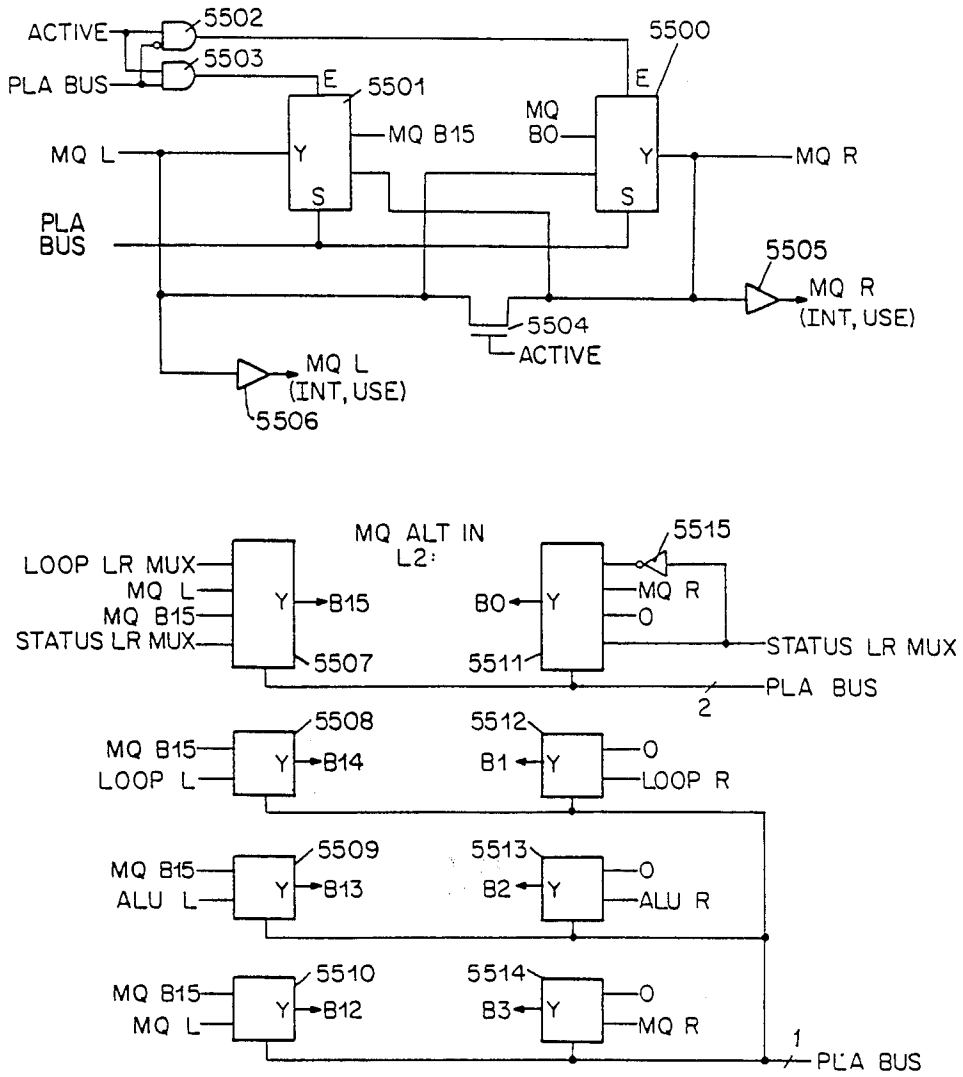 5502
5500
ACTIVE
5503
PLA BUS
E
5501
E
MQ B15
MQ
B0
MQ L
Y
Y
MQ R
S
S
PLA
BUS
5505
MQ R
(INT, USE)
5504
ACTIVE
MQ L
(INT, USE)
5506
MQ ALT IN
L2:
5515
LOOP LR MUX
MQ L
Y
B15
B0
Y
MQ R
MQ B15
0
STATUS LR MUX
STATUS LR MUX
5507
5511
PLA BUS
2
5508
5512
MQ B15
0
Y
B14
B1
Y
LOOP L
LOOP R
5509
5513
MQ B15
0
Y
B13
B2
Y
ALU L
ALU R
5510
5514
MQ B15
0
Y
B12
B3
Y
MQ L
MQ R
1
PLA BUS